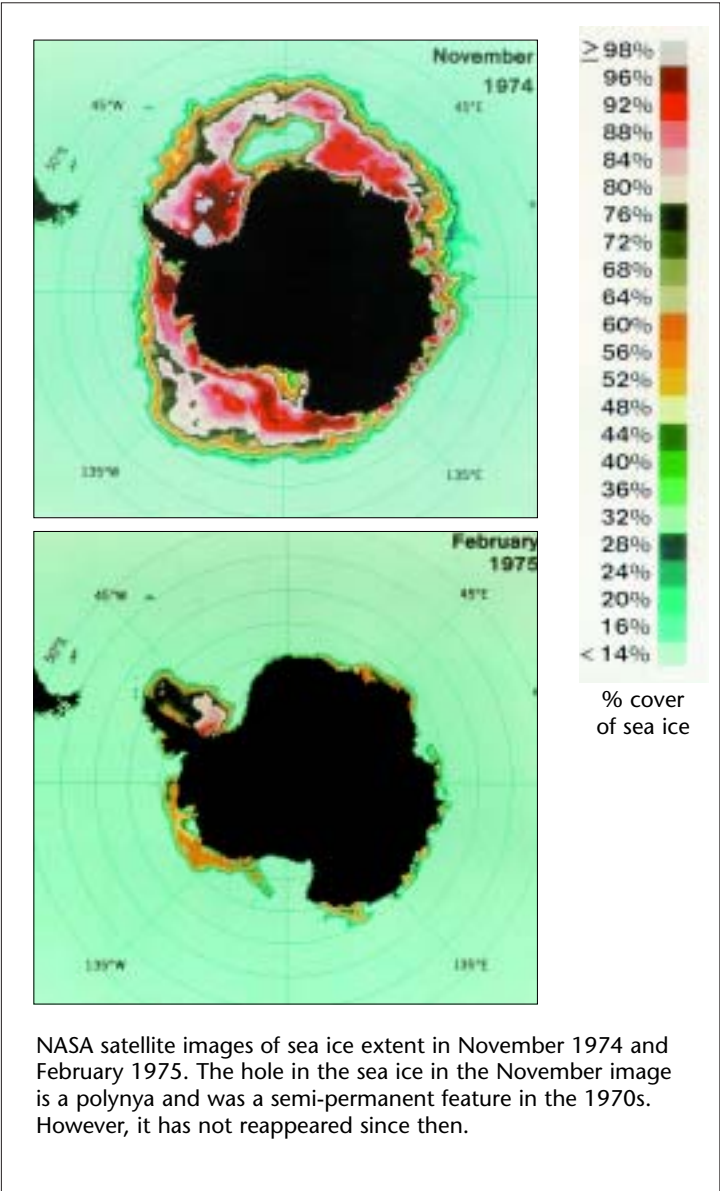 November
1974
45°W
45°E
50°S
135°W
135°E
February
1975
45°W
45°E
50°S
135°W
135°E
≥ 98%
96%
92%
88%
84%
80%
76%
72%
68%
64%
60%
56%
52%
48%
44%
40%
36%
32%
28%
24%
20%
16%
< 14%
% cover
of sea ice
NASA satellite images of sea ice extent in November 1974 and
February 1975. The hole in the sea ice in the November image
is a polynya and was a semi-permanent feature in the 1970s.
However, it has not reappeared since then.